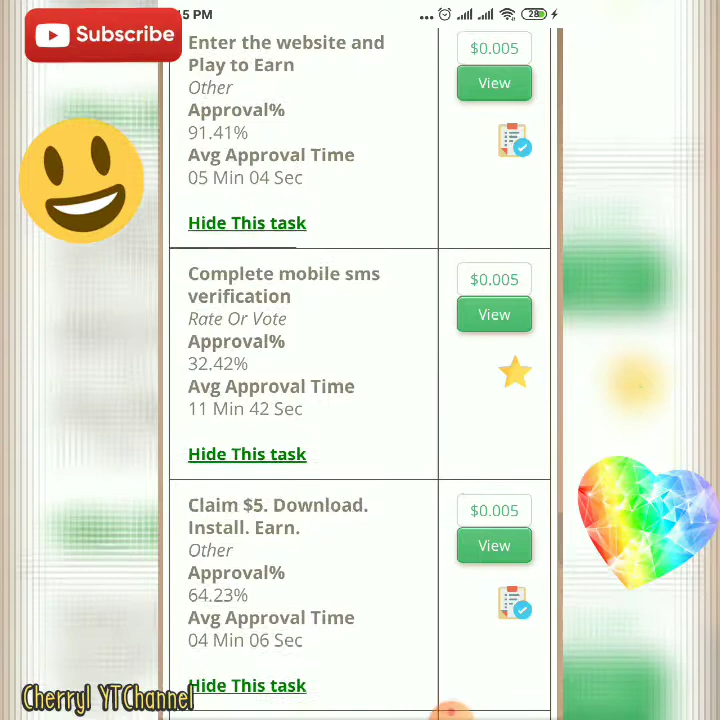 Subscribe
5 PM
28
Enter the website and
Play to Earn
Other
Approval%
91.41%
Avg Approval Time
05 Min 04 Sec
Hide This task
$0.005
View
Complete mobile sms
verification
Rate Or Vote
Approval%
32.42%
Avg Approval Time
11 Min 42 Sec
Hide This task
$0.005
View
Claim $5. Download.
Install. Earn.
Other
Approval%
64.23%
Avg Approval Time
04 Min 06 Sec
Hide This task
$0.005
View
Cherryl YTChannel